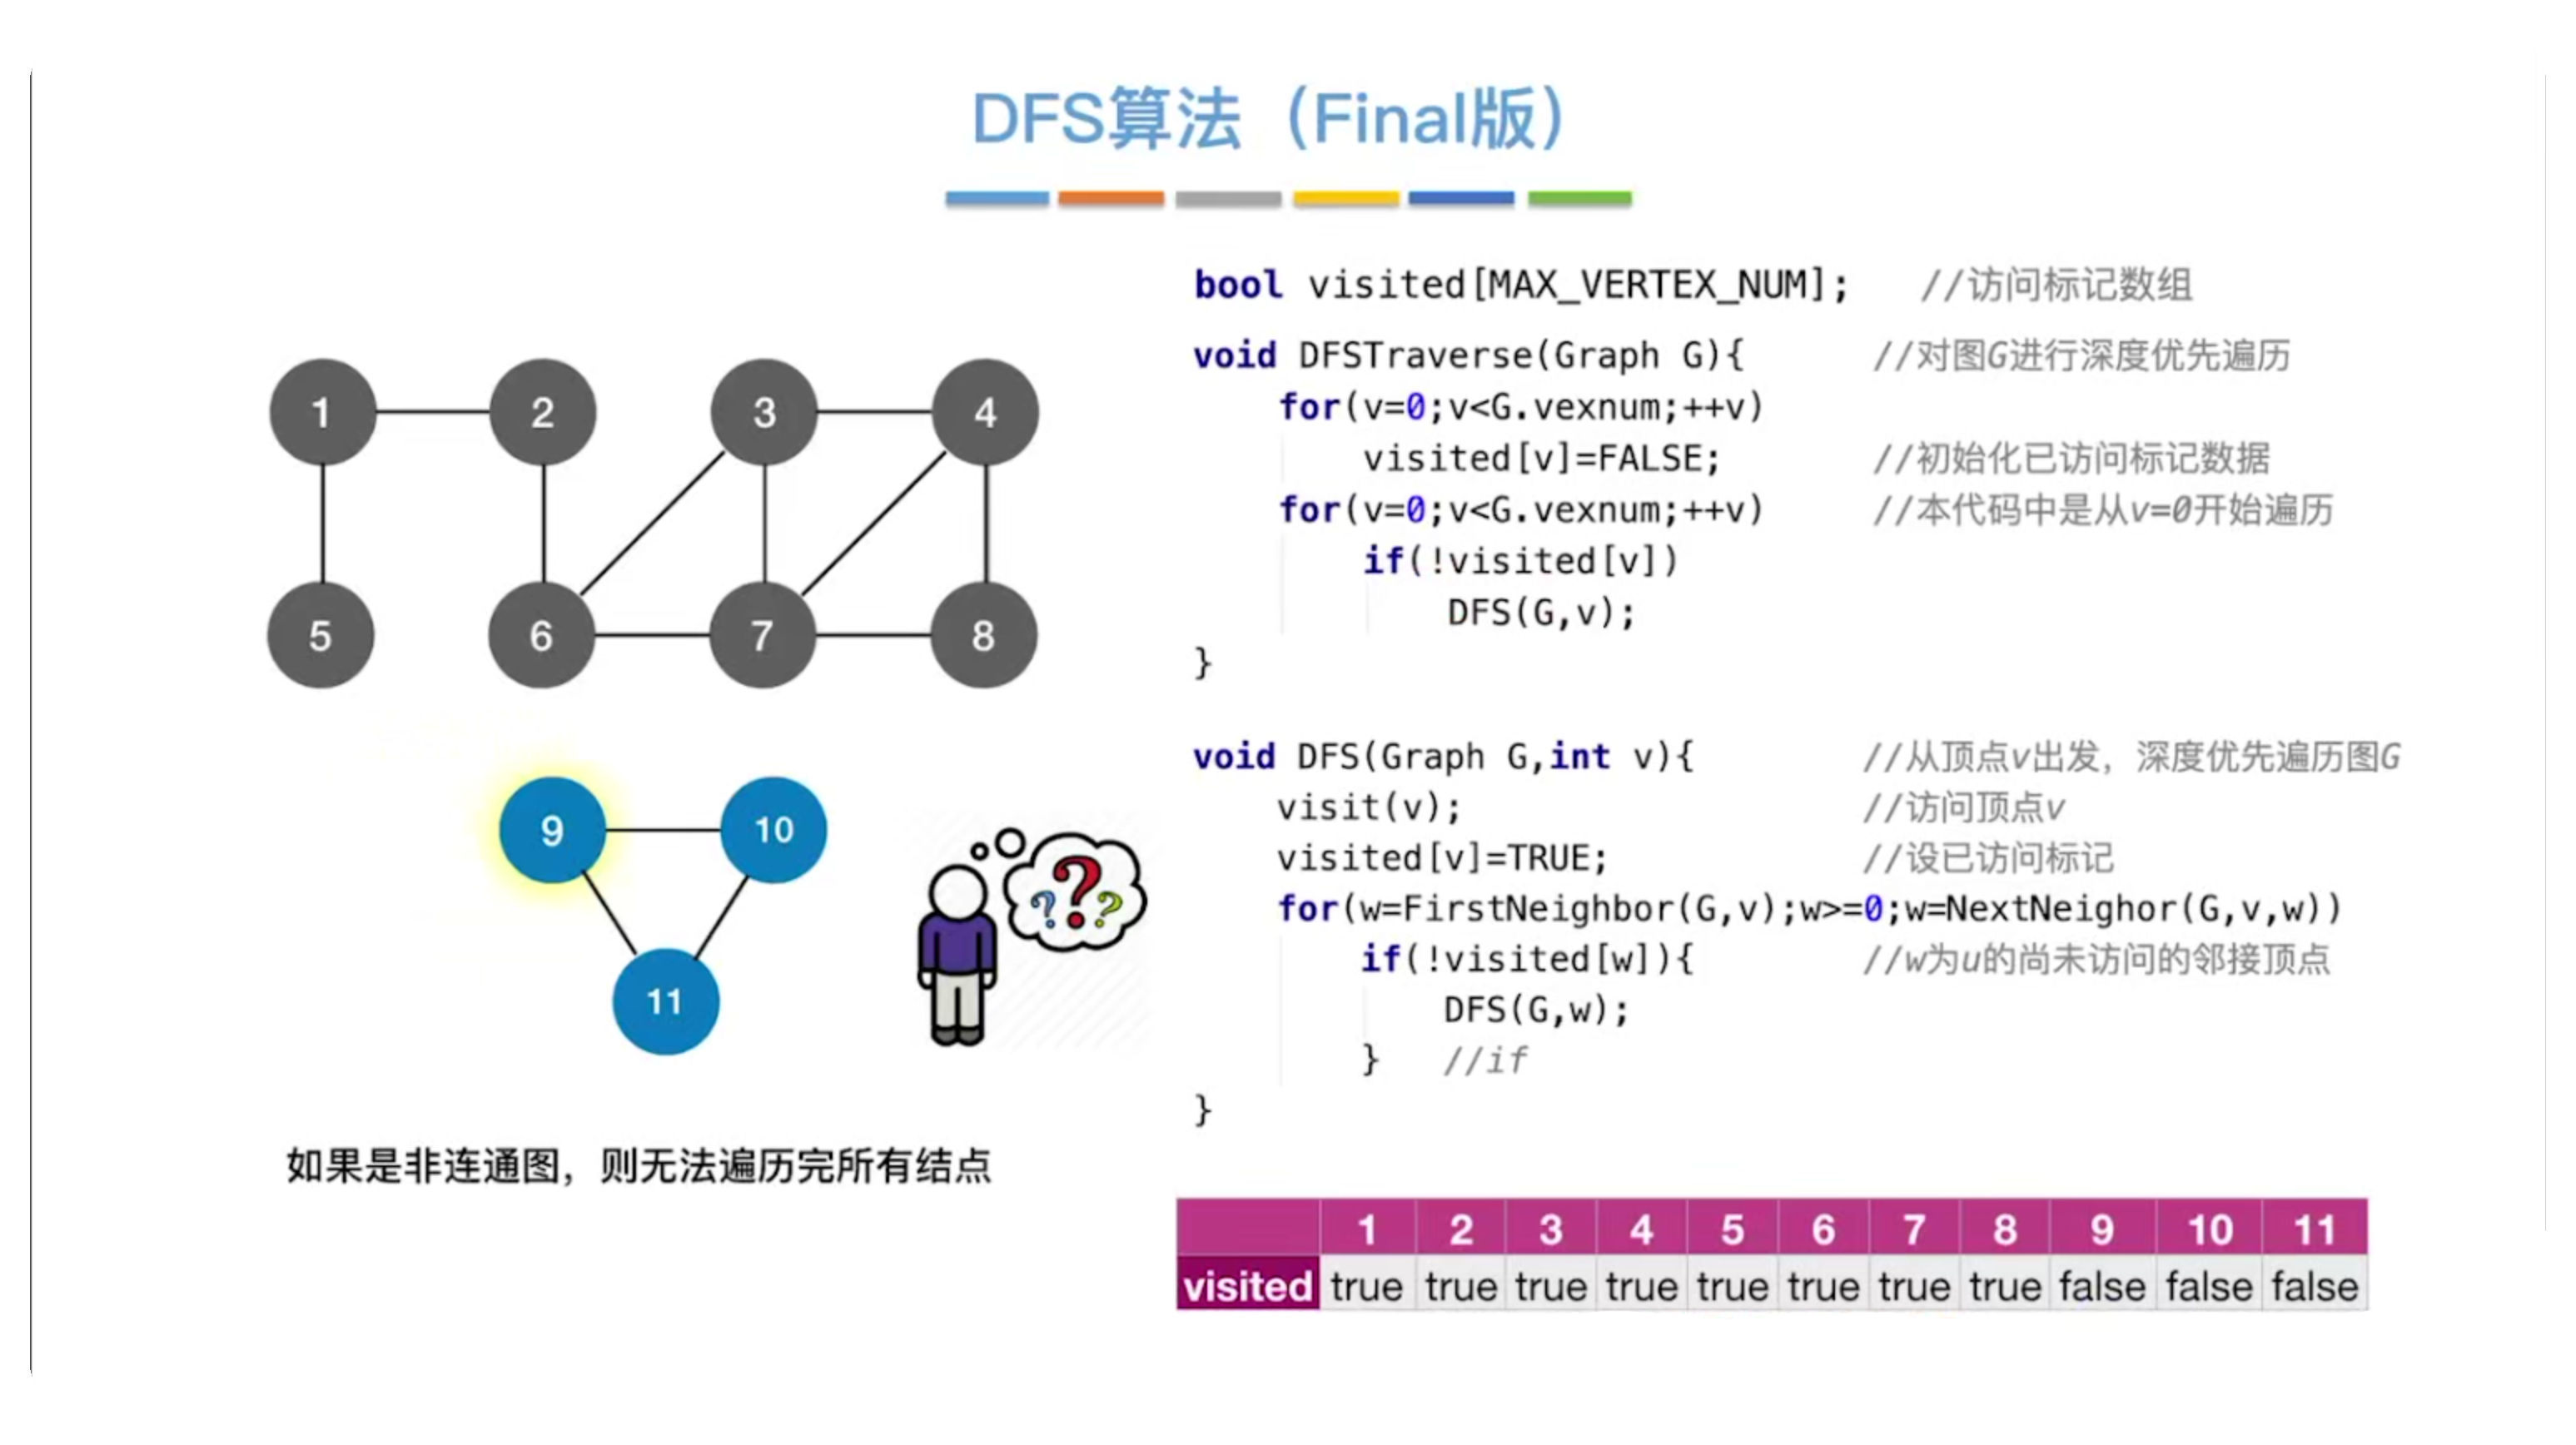 DFS算法（Final版）
1
2
3
4
5
6
7
8
9
10
11
? ? ?
如果是非连通图，则无法遍历完所有结点
bool visited[MAX_VERTEX_NUM]; //访问标记数组
void DFSTraverse(Graph G){ //对图G进行深度优先遍历
for(v=0;v<G.vexnum;++v)
visited[v]=FALSE; //初始化已访问标记数据
for(v=0;v<G.vexnum;++v) //本代码中是从v=0开始遍历
if(!visited[v])
DFS(G,v);
}
void DFS(Graph G,int v){ //从顶点v出发，深度优先遍历图G
visit(v); //访问顶点v
visited[v]=TRUE; //设已访问标记
for(w=FirstNeighbor(G,v);w>=0;w=NextNeighor(G,v,w))
if(!visited[w]){ //w为u的尚未访问的邻接顶点
DFS(G,w);
} //if
}
1 2 3 4 5 6 7 8 9 10 11
visited true true true true true true true true false false false